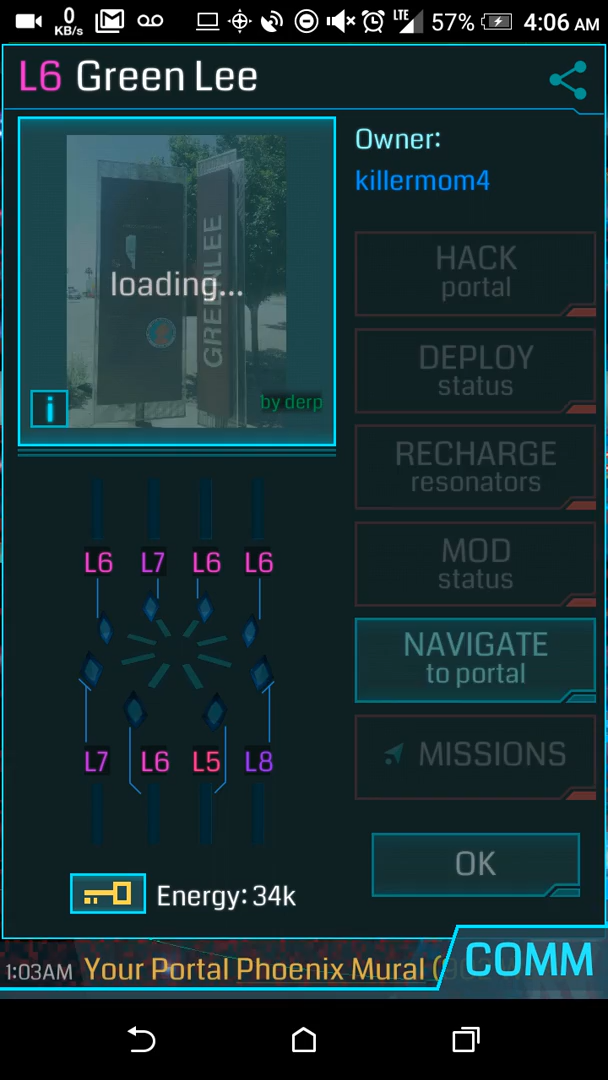 0
KB/s
LTE
57%
4:06 AM
L6 Green Lee
loading...
GREENLEE
i
by derp
Owner:
killermom4
HACK
portal
DEPLOY
status
RECHARGE
resonators
MOD
status
NAVIGATE
to portal
MISSIONS
OK
L6 L7 L6 L6
L7 L6 L5 L8
Energy: 34k
1:03AM Your Portal Phoenix Mural (
COMM